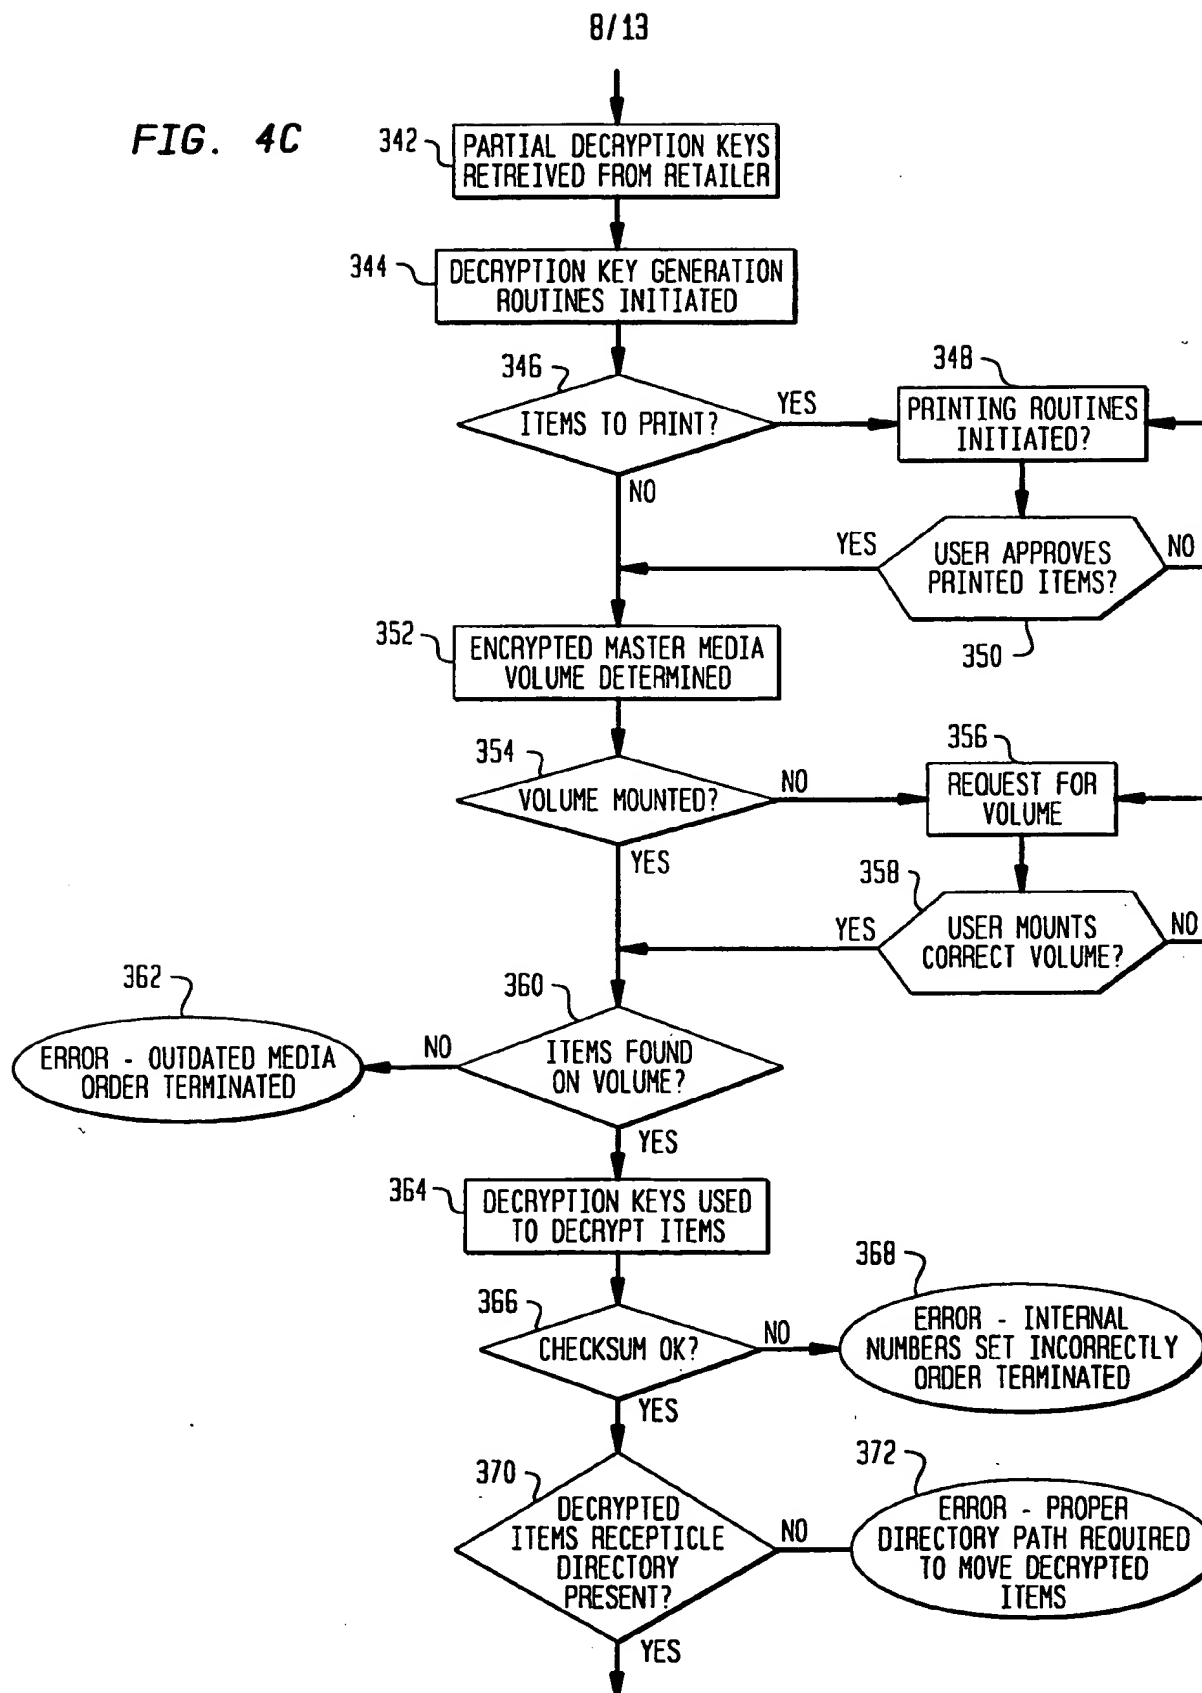 8/13
FIG. 4C
342
PARTIAL DECRYPTION KEYS
RETREIVED FROM RETAILER
344
DECRYPTION KEY GENERATION
ROUTINES INITIATED
346
ITEMS TO PRINT?
YES
NO
348
PRINTING ROUTINES
INITIATED?
YES
USER APPROVES
PRINTED ITEMS?
NO
350
352
ENCRYPTED MASTER MEDIA
VOLUME DETERMINED
354
VOLUME MOUNTED?
NO
YES
356
REQUEST FOR
VOLUME
358
YES
USER MOUNTS
CORRECT VOLUME?
NO
360
ITEMS FOUND
ON VOLUME?
NO
YES
362
ERROR - OUTDATED MEDIA
ORDER TERMINATED
364
DECRYPTION KEYS USED
TO DECRYPT ITEMS
366
CHECKSUM OK?
NO
YES
368
ERROR - INTERNAL
NUMBERS SET INCORRECTLY
ORDER TERMINATED
370
DECRYPTED
ITEMS RECEPTICLE
DIRECTORY
PRESENT?
NO
YES
372
ERROR - PROPER
DIRECTORY PATH REQUIRED
TO MOVE DECRYPTED
ITEMS